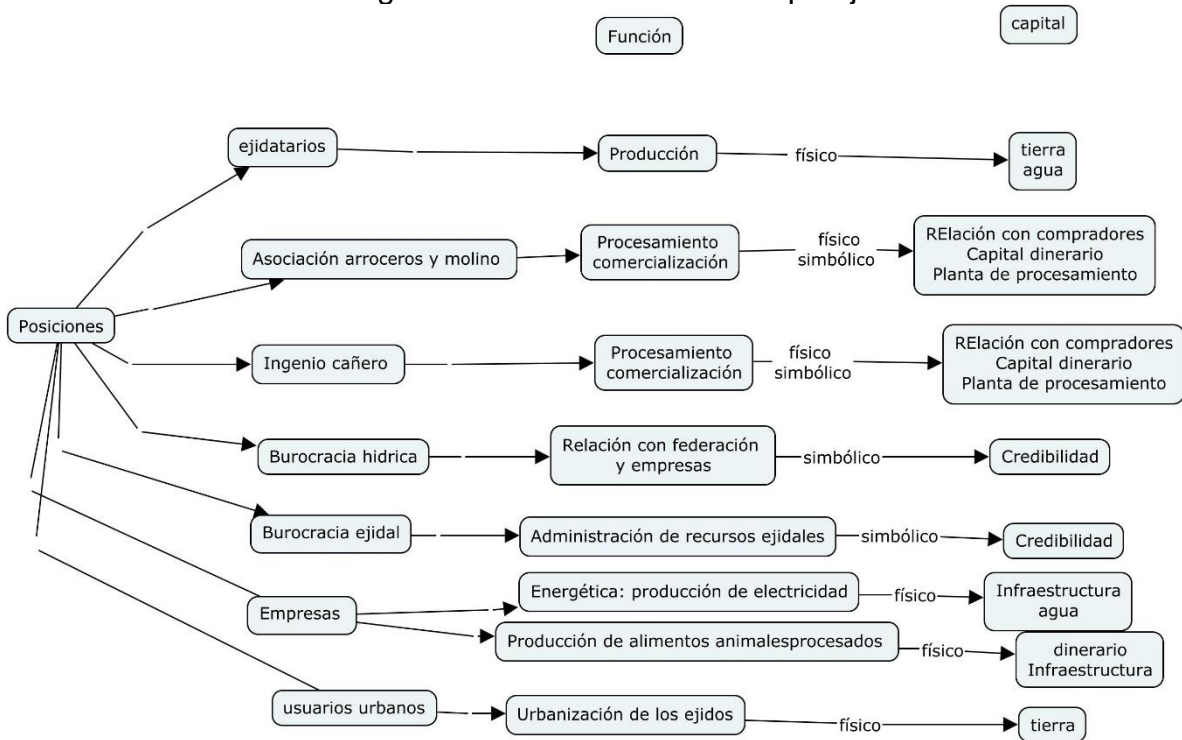 Función
capital
ejidatarios
Producción
físico
tierra
agua
Asociación arroceros y molino
Procesamiento
comercialización
físico
simbólico
RElación con compradores
Capital dinerario
Planta de procesamiento
Posiciones
Ingenio cañero
Procesamiento
comercialización
físico
simbólico
RElación con compradores
Capital dinerario
Planta de procesamiento
Burocracia hidrica
Relación con federación
y empresas
simbólico
Credibilidad
Burocracia ejidal
Administración de recursos ejidales
simbólico
Credibilidad
Empresas
Energética: producción de electricidad
físico
Infraestructura
agua
Producción de alimentos animalesprocesados
físico
dinerario
Infraestructura
usuarios urbanos
Urbanización de los ejidos
físico
tierra